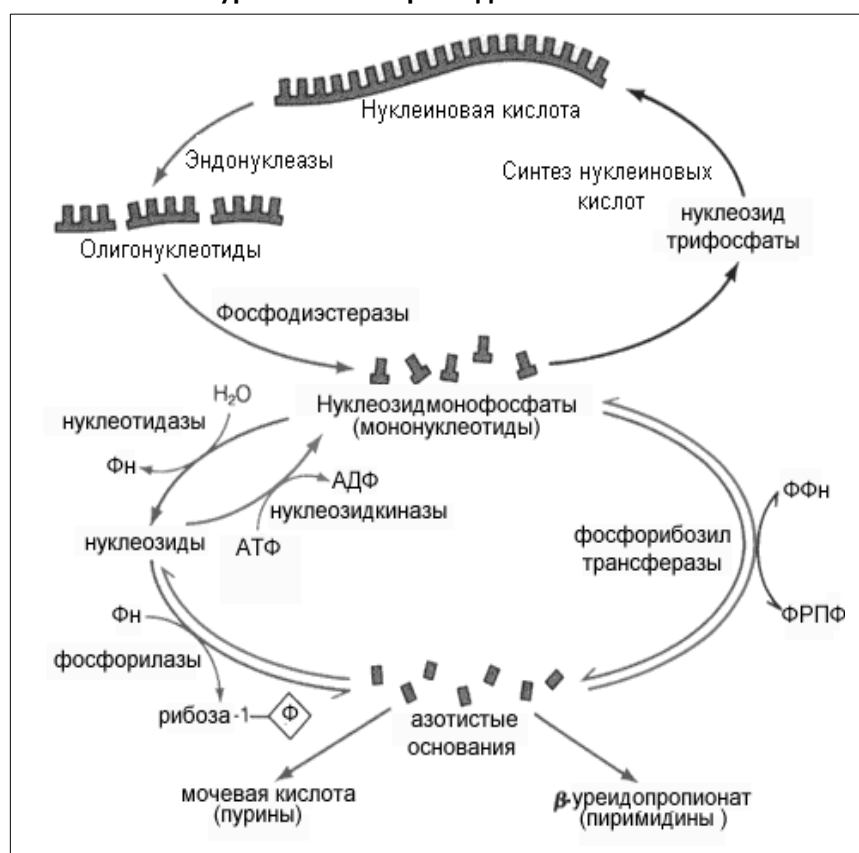 Нуклеиновая кислота
Эндонуклеазы
Синтез нуклеиновых
кислот
нуклеозид
трифосфаты
Олигонуклеотиды
Фосфодиэстеразы
H₂O
Нуклеозидмонофосфаты
(мононуклеотиды)
нуклеотидазы
Фн
АДФ
нуклеозидкиназы
ФФн
нуклеозиды
АТФ
фосфорибозил
трансферазы
Фн
ФРПФ
фосфорилазы
рибоза-1-Ф
азотистые
основания
мочевая кислота
(пурины)
β-уреидопропионат
(пиримидины )